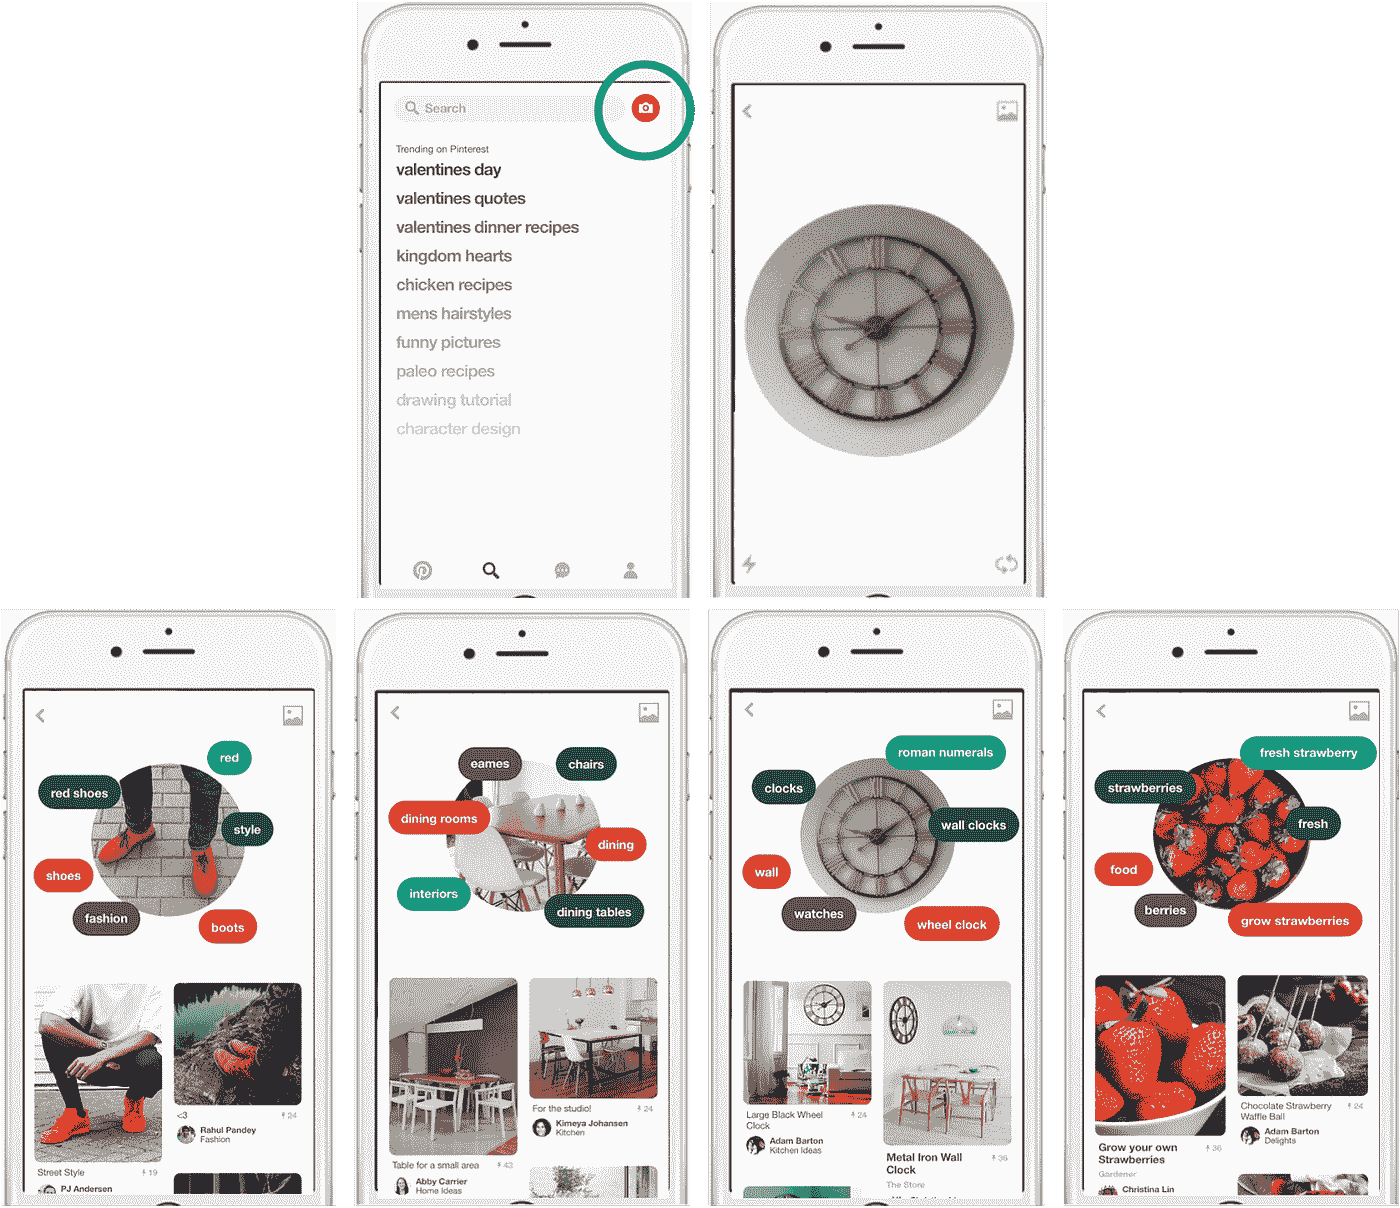 Search
Trending on Pinterest
valentines day
valentines quotes
valentines dinner recipes
kingdom hearts
chicken recipes
mens hairstyles
funny pictures
paleo recipes
drawing tutorial
character design
red
red shoes
style
shoes
fashion
boots
<3
24
Rahul Pandey
Fashion
Street Style
19
PJ Andersen
eames
chairs
dining rooms
dining
interiors
dining tables
For the studio!
24
Kimeya Johansen
Kitchen
Table for a small area
43
Abby Carrier
Home Ideas
roman numerals
clocks
wall clocks
wall
watches
wheel clock
Large Black Wheel
Clock
24
Adam Barton
Kitchen Ideas
Metal Iron Wall
Clock
36
The Store
fresh strawberry
strawberries
fresh
food
berries
grow strawberries
Chocolate Strawberry
Waffle Ball
24
Adam Barton
Delights
Grow your own
Strawberries
36
Gardener
Christina Lin